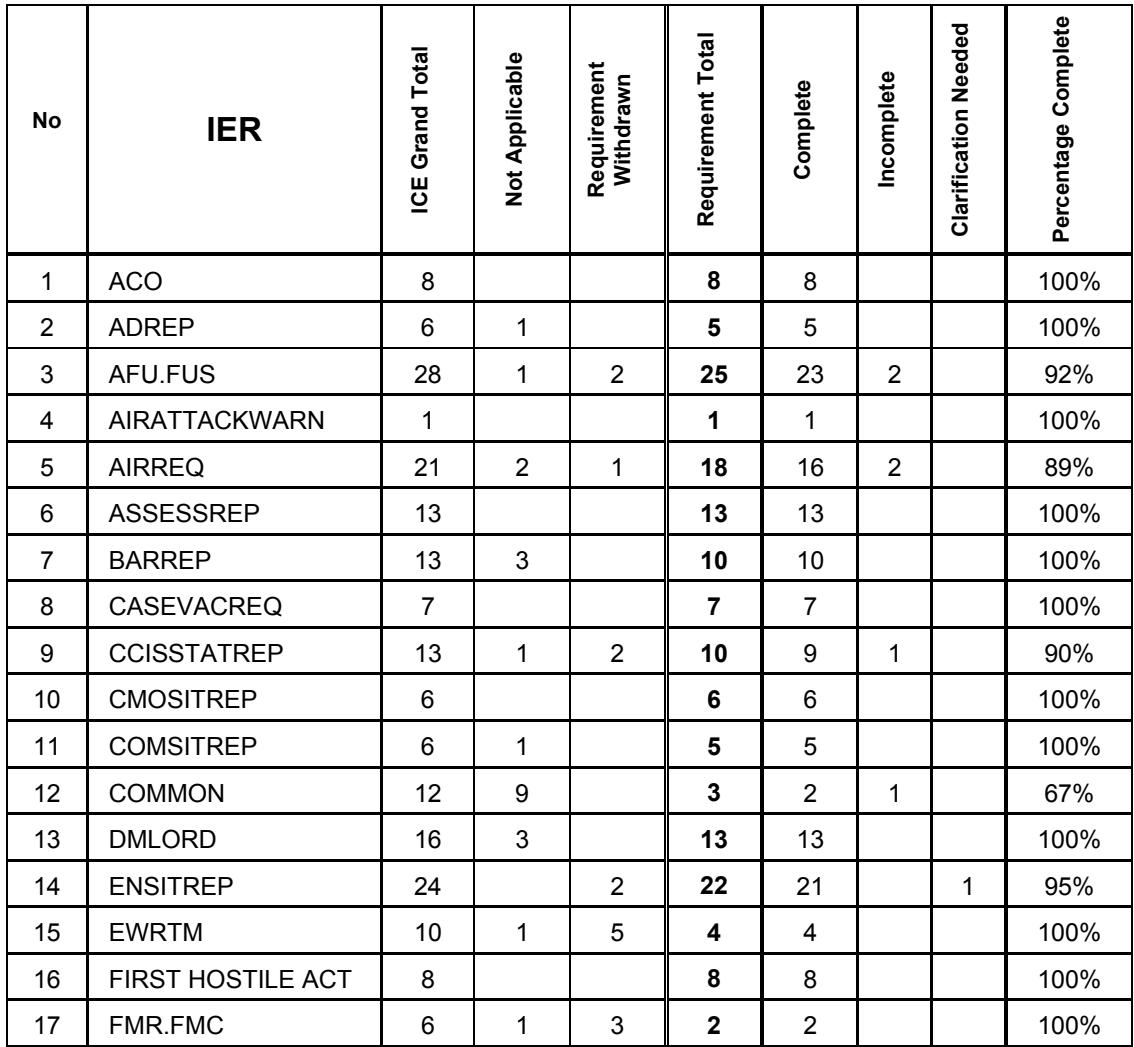 No IER ICE Grand Total Not Applicable Requirement Withdrawn Requirement Total Complete Incomplete Clarification Needed Percentage Complete
1 ACO 8 8 8 100%
2 ADREP 6 1 5 5 100%
3 AFU.FUS 28 1 2 25 23 2 92%
4 AIRATTACKWARN 1 1 1 100%
5 AIRREQ 21 2 1 18 16 2 89%
6 ASSESSREP 13 13 13 100%
7 BARREP 13 3 10 10 100%
8 CASEVACREQ 7 7 7 100%
9 CCISSTATREP 13 1 2 10 9 1 90%
10 CMOSITREP 6 6 6 100%
11 COMSITREP 6 1 5 5 100%
12 COMMON 12 9 3 2 1 67%
13 DMLORD 16 3 13 13 100%
14 ENSITREP 24 2 22 21 1 95%
15 EWRTM 10 1 5 4 4 100%
16 FIRST HOSTILE ACT 8 8 8 100%
17 FMR.FMC 6 1 3 2 2 100%